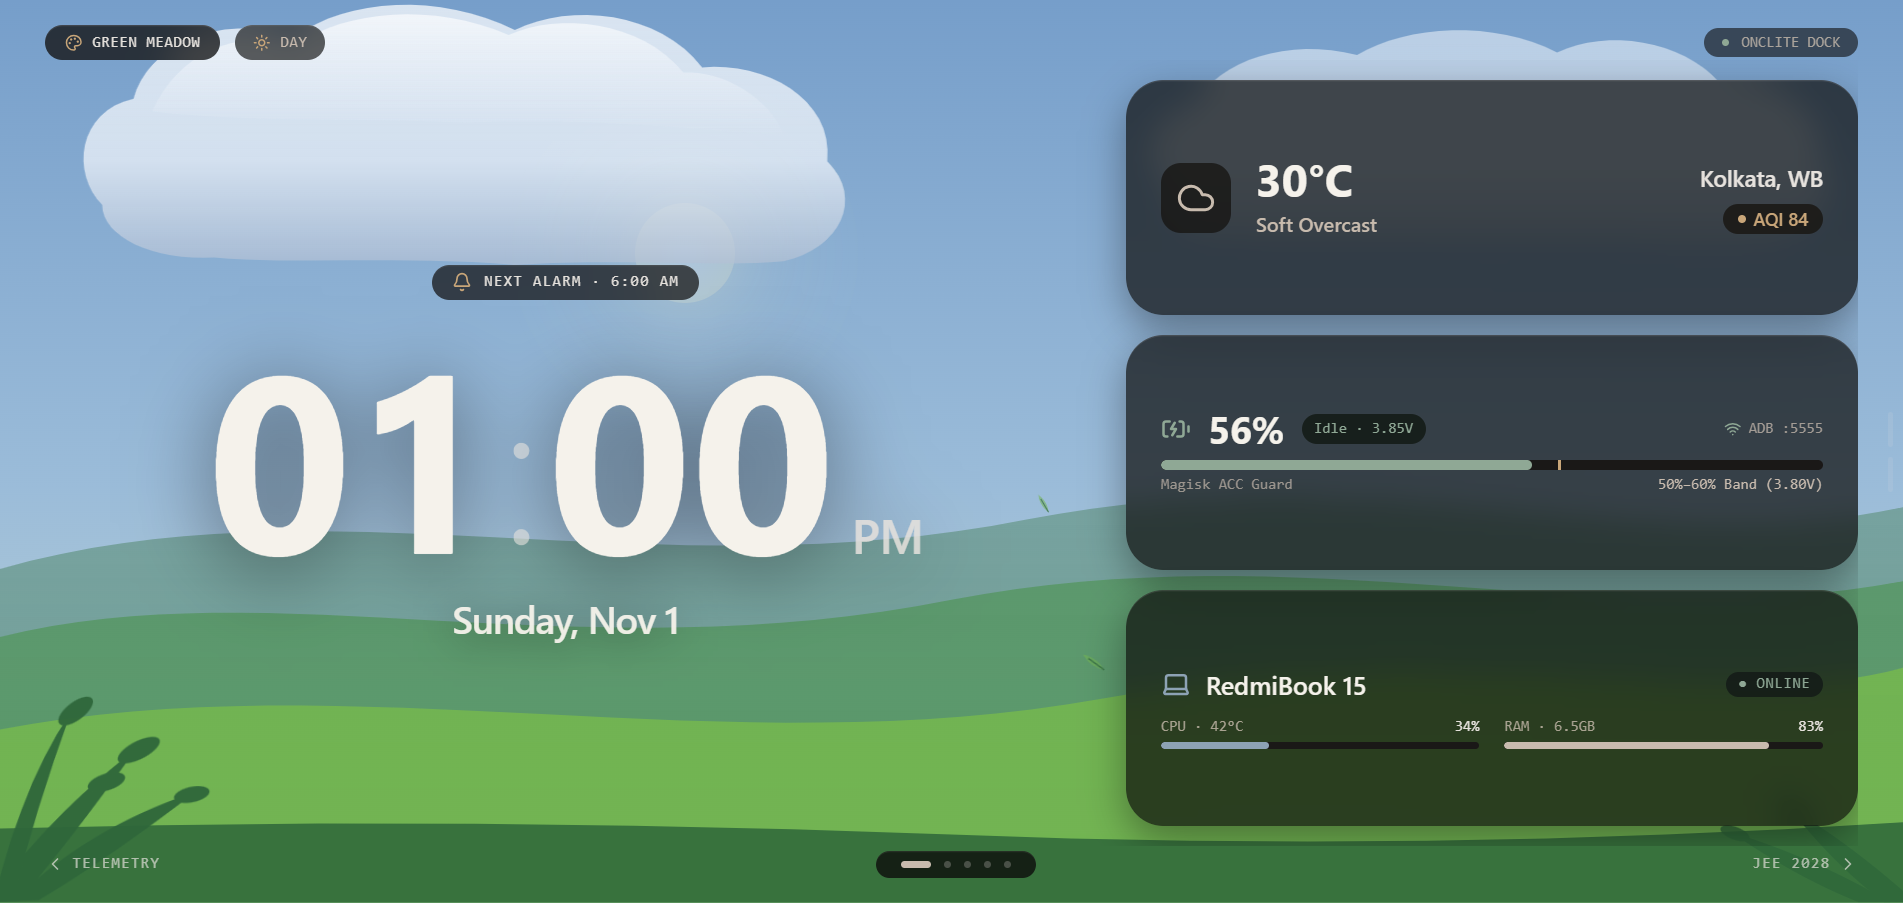 GREEN MEADOW
DAY
ONCLITE DOCK
NEXT ALARM · 6:00 AM
01:00 PM
Sunday, Nov 1
30°C
Soft Overcast
Kolkata, WB
AQI 84
56%
Idle · 3.85V
ADB :5555
Magisk ACC Guard
50%–60% Band (3.80V)
RedmiBook 15
ONLINE
CPU · 42°C
34%
RAM · 6.5GB
83%
TELEMETRY
JEE 2028